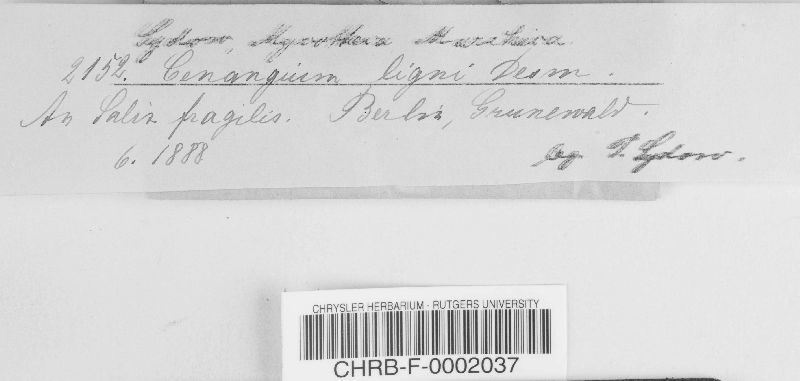 Sydow, Mycotheca Marchica.
2152. Cenangium ligni Desm.
An Salix fragilis. Berlin, Grunewald.
6. 1888
leg. P. Sydow.
CHRYSLER HERBARIUM - RUTGERS UNIVERSITY
CHRB-F-0002037